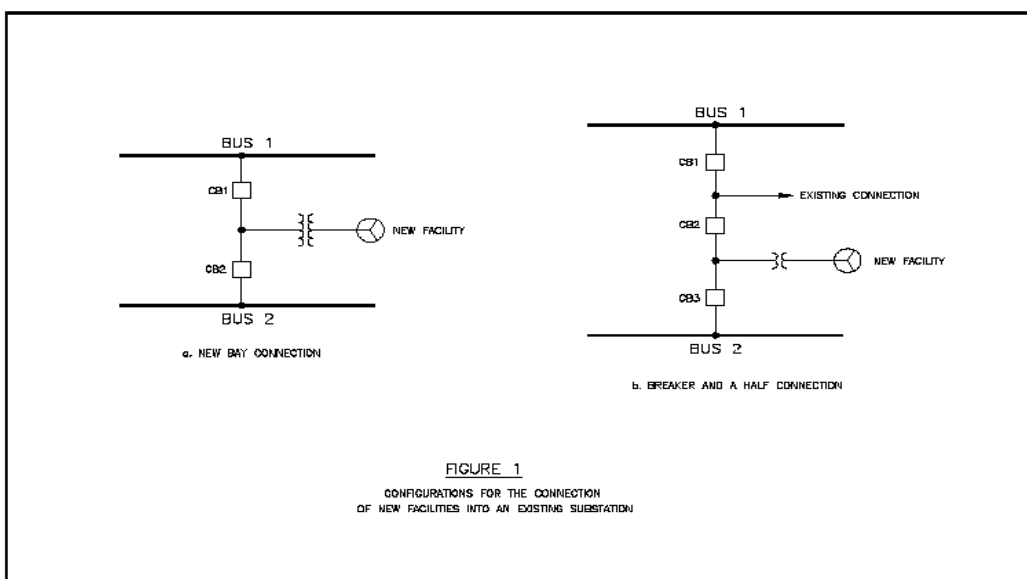 BUS 1
CB1
NEW FACILITY
CB2
BUS 2
a. NEW BAY CONNECTION
BUS 1
CB1
EXISTING CONNECTION
CB2
NEW FACILITY
CB3
BUS 2
b. BREAKER AND A HALF CONNECTION
FIGURE 1
CONFIGURATIONS FOR THE CONNECTION
OF NEW FACILITIES INTO AN EXISTING SUBSTATION